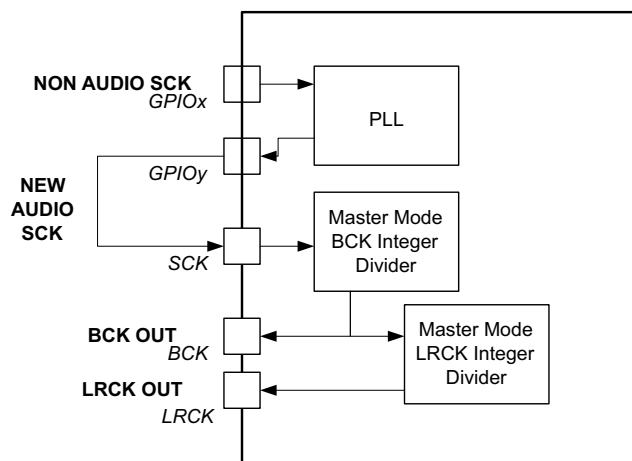 NON AUDIO SCK
GPIOx
PLL
GPIOy
NEW
AUDIO
SCK
Master Mode
BCK Integer
Divider
SCK
BCK OUT
BCK
Master Mode
LRCK Integer
Divider
LRCK OUT
LRCK